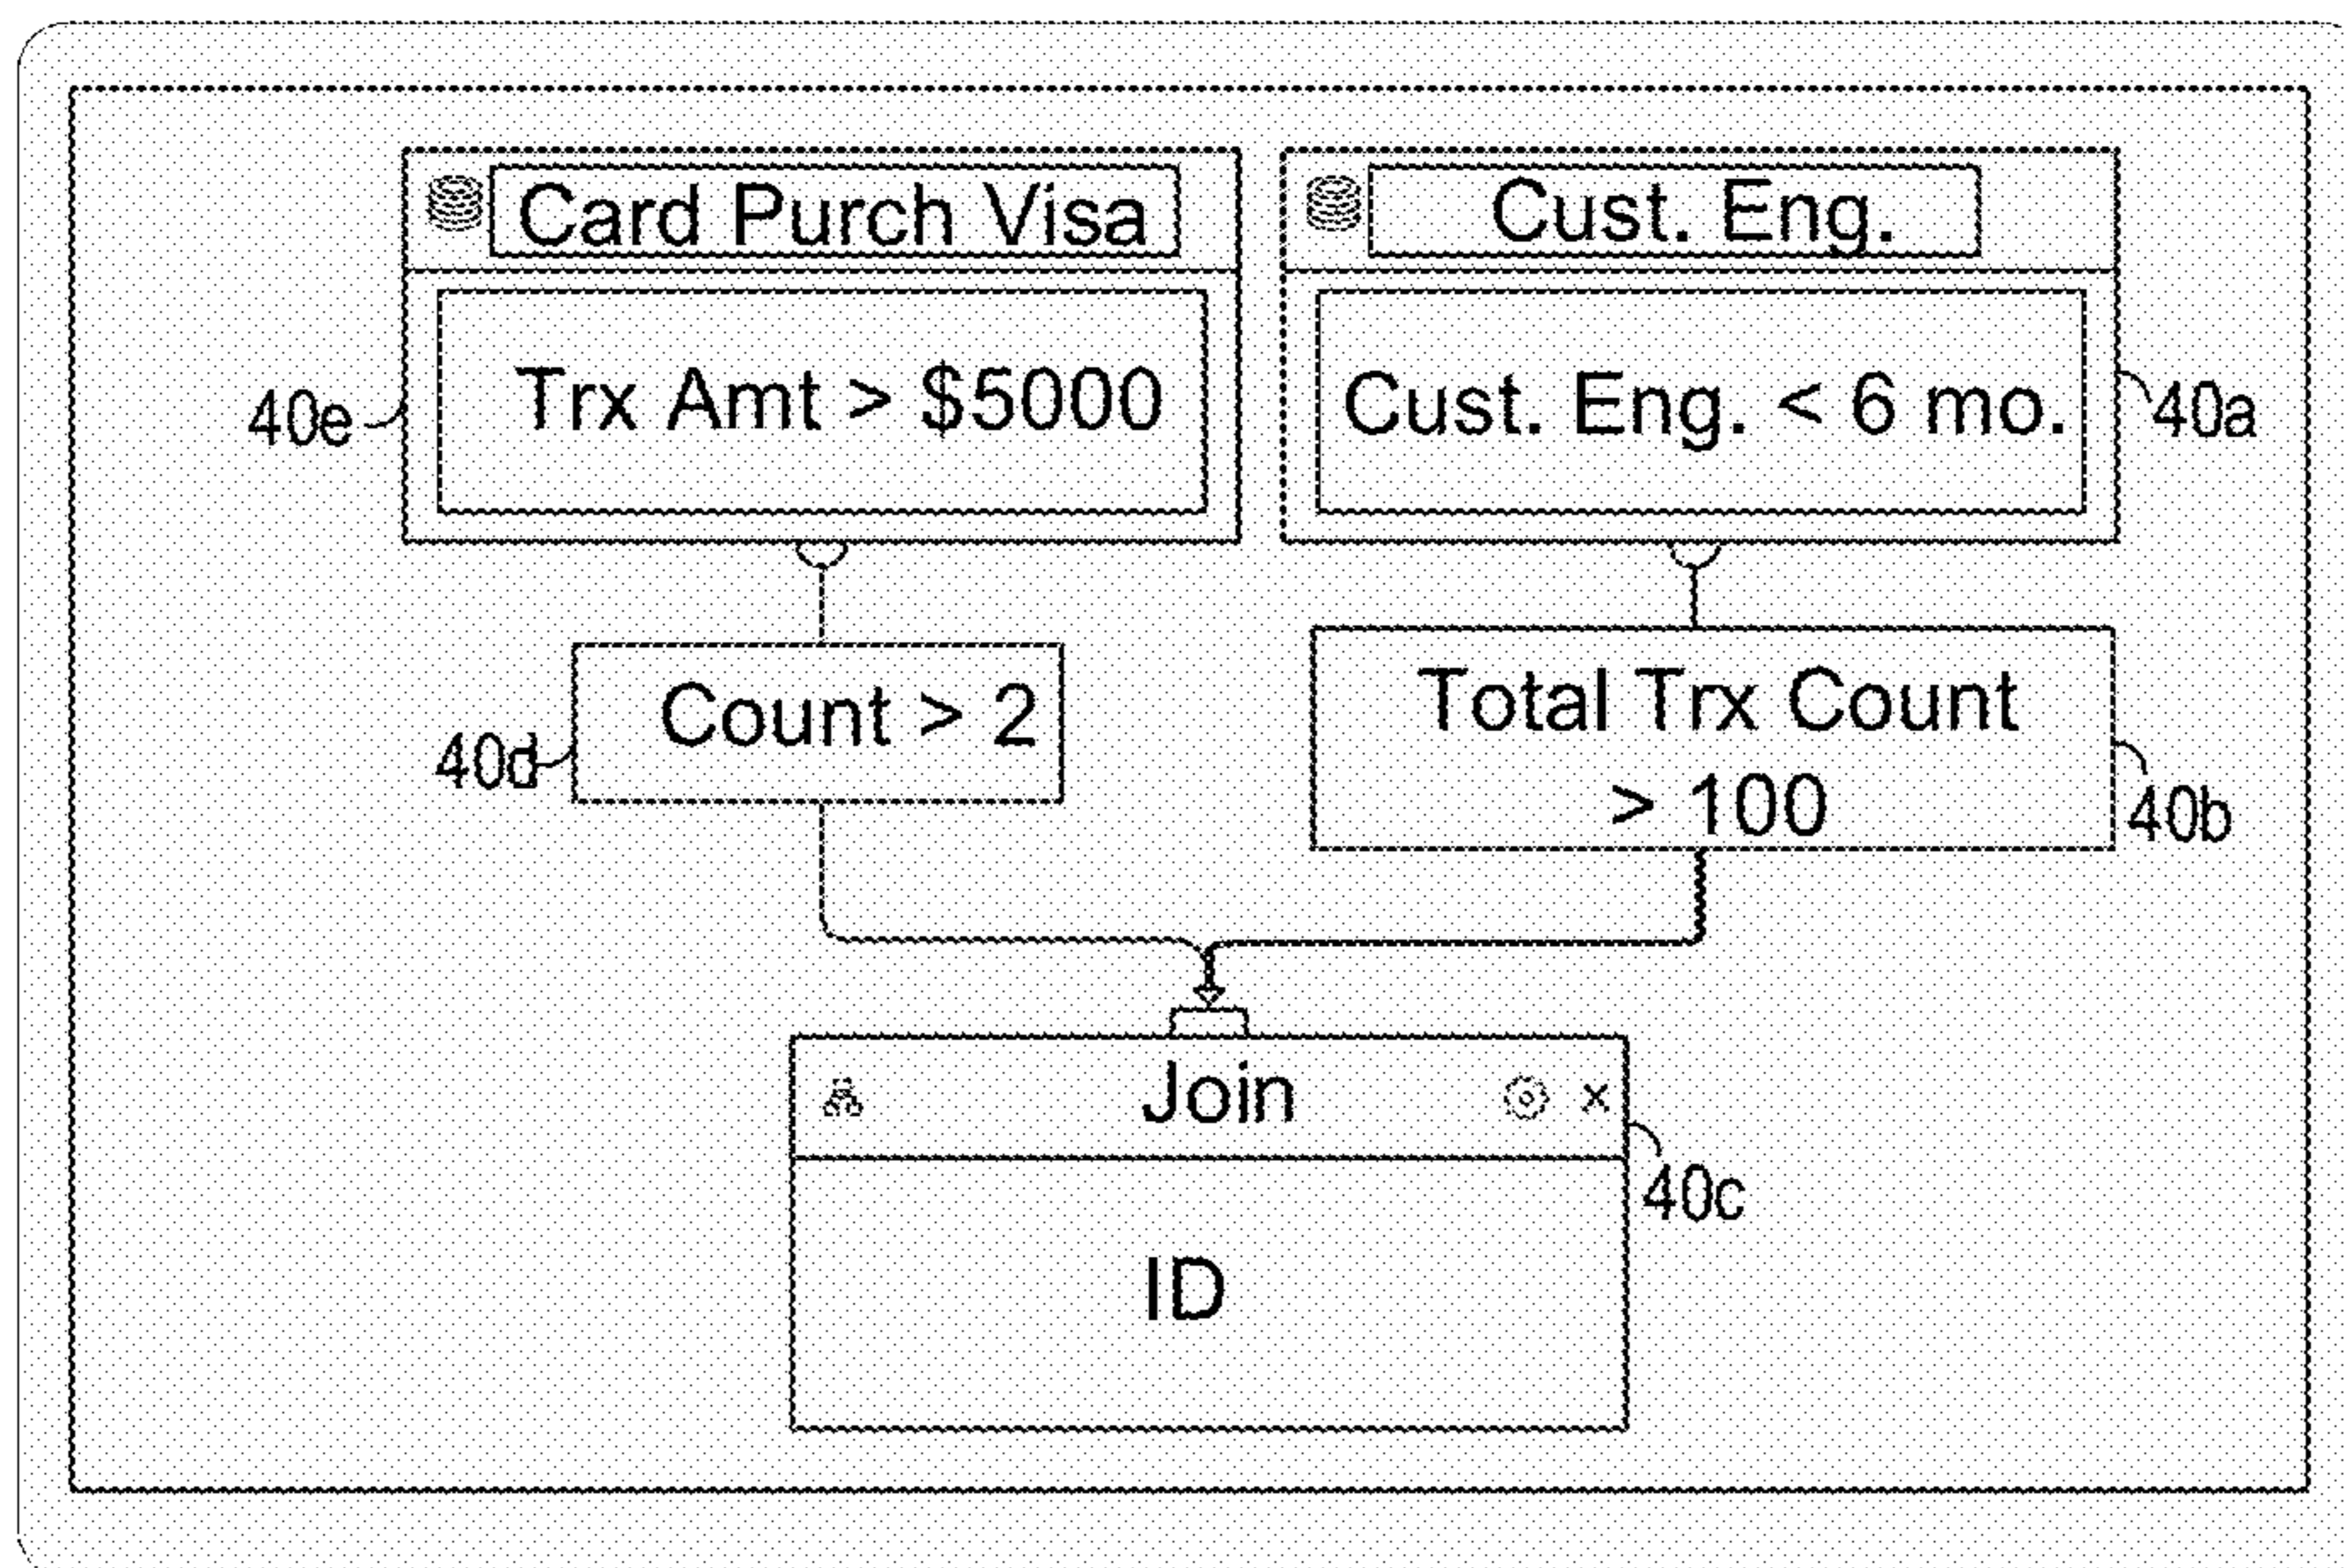 Card Purch Visa
Cust. Eng.
Trx Amt > $5000
Cust. Eng. < 6 mo.
40e
40a
Count > 2
Total Trx Count
> 100
40d
40b
Join
X
40c
ID